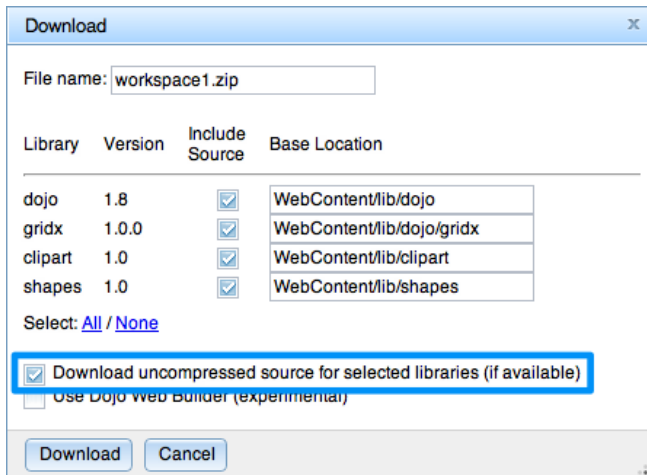 Download x
File name: workspace1.zip
Library Version Include Source Base Location
dojo 1.8 WebContent/lib/dojo
gridx 1.0.0 WebContent/lib/dojo/gridx
clipart 1.0 WebContent/lib/clipart
shapes 1.0 WebContent/lib/shapes
Select: All / None
Download uncompressed source for selected libraries (if available)
Use Dojo Web Builder (experimental)
Download Cancel